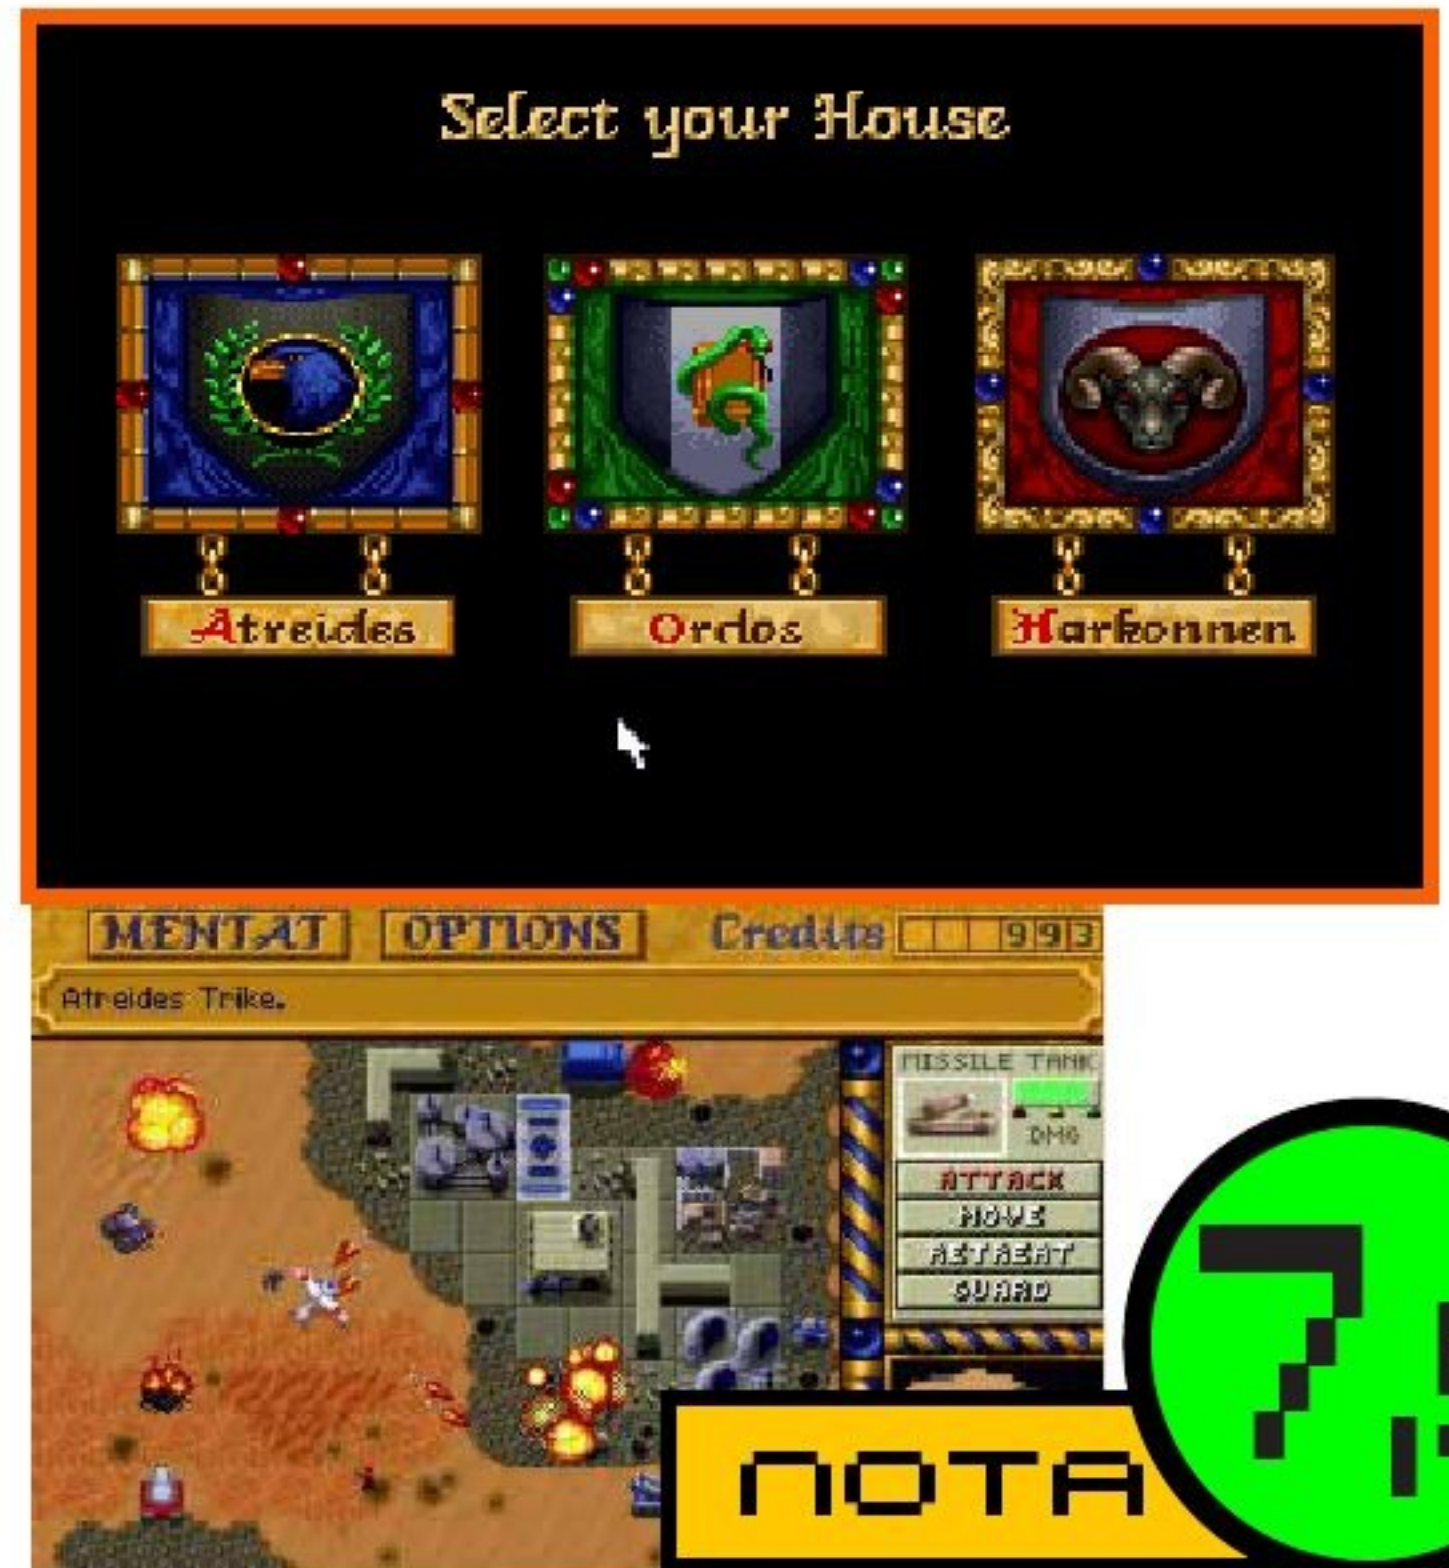 Select your House
Atreides
Ordos
Harkonnen
MENTAT OPTIONS Credits 993
Atreides Trike.
MISSILE TANK
DMG
ATTACK
MOVE
RETREAT
GUARD
NOTA
7,